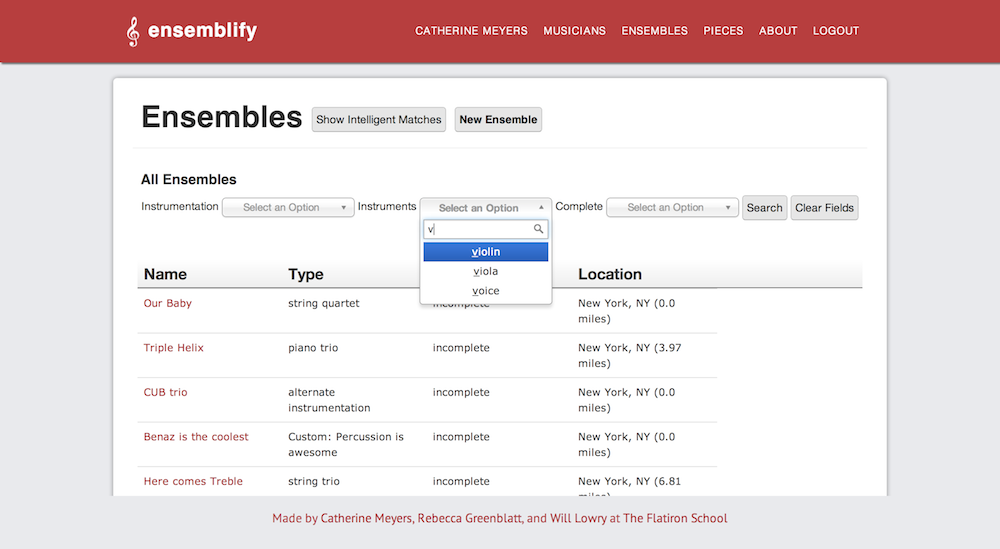 ensemblify
CATHERINE MEYERS MUSICIANS ENSEMBLES PIECES ABOUT LOGOUT
Ensembles Show Intelligent Matches New Ensemble
All Ensembles
Instrumentation Select an Option Instruments Select an Option Complete Select an Option Search Clear Fields
v
violin
viola
voice
Name Type Location
Our Baby string quartet incomplete New York, NY (0.0
miles)
Triple Helix piano trio incomplete New York, NY (3.97
miles)
CUB trio alternate incomplete New York, NY (0.0
instrumentation miles)
Benaz is the coolest Custom: Percussion is incomplete New York, NY (0.0
awesome miles)
Here comes Treble string trio incomplete New York, NY (6.81
miles)
Made by Catherine Meyers, Rebecca Greenblatt, and Will Lowry at The Flatiron School